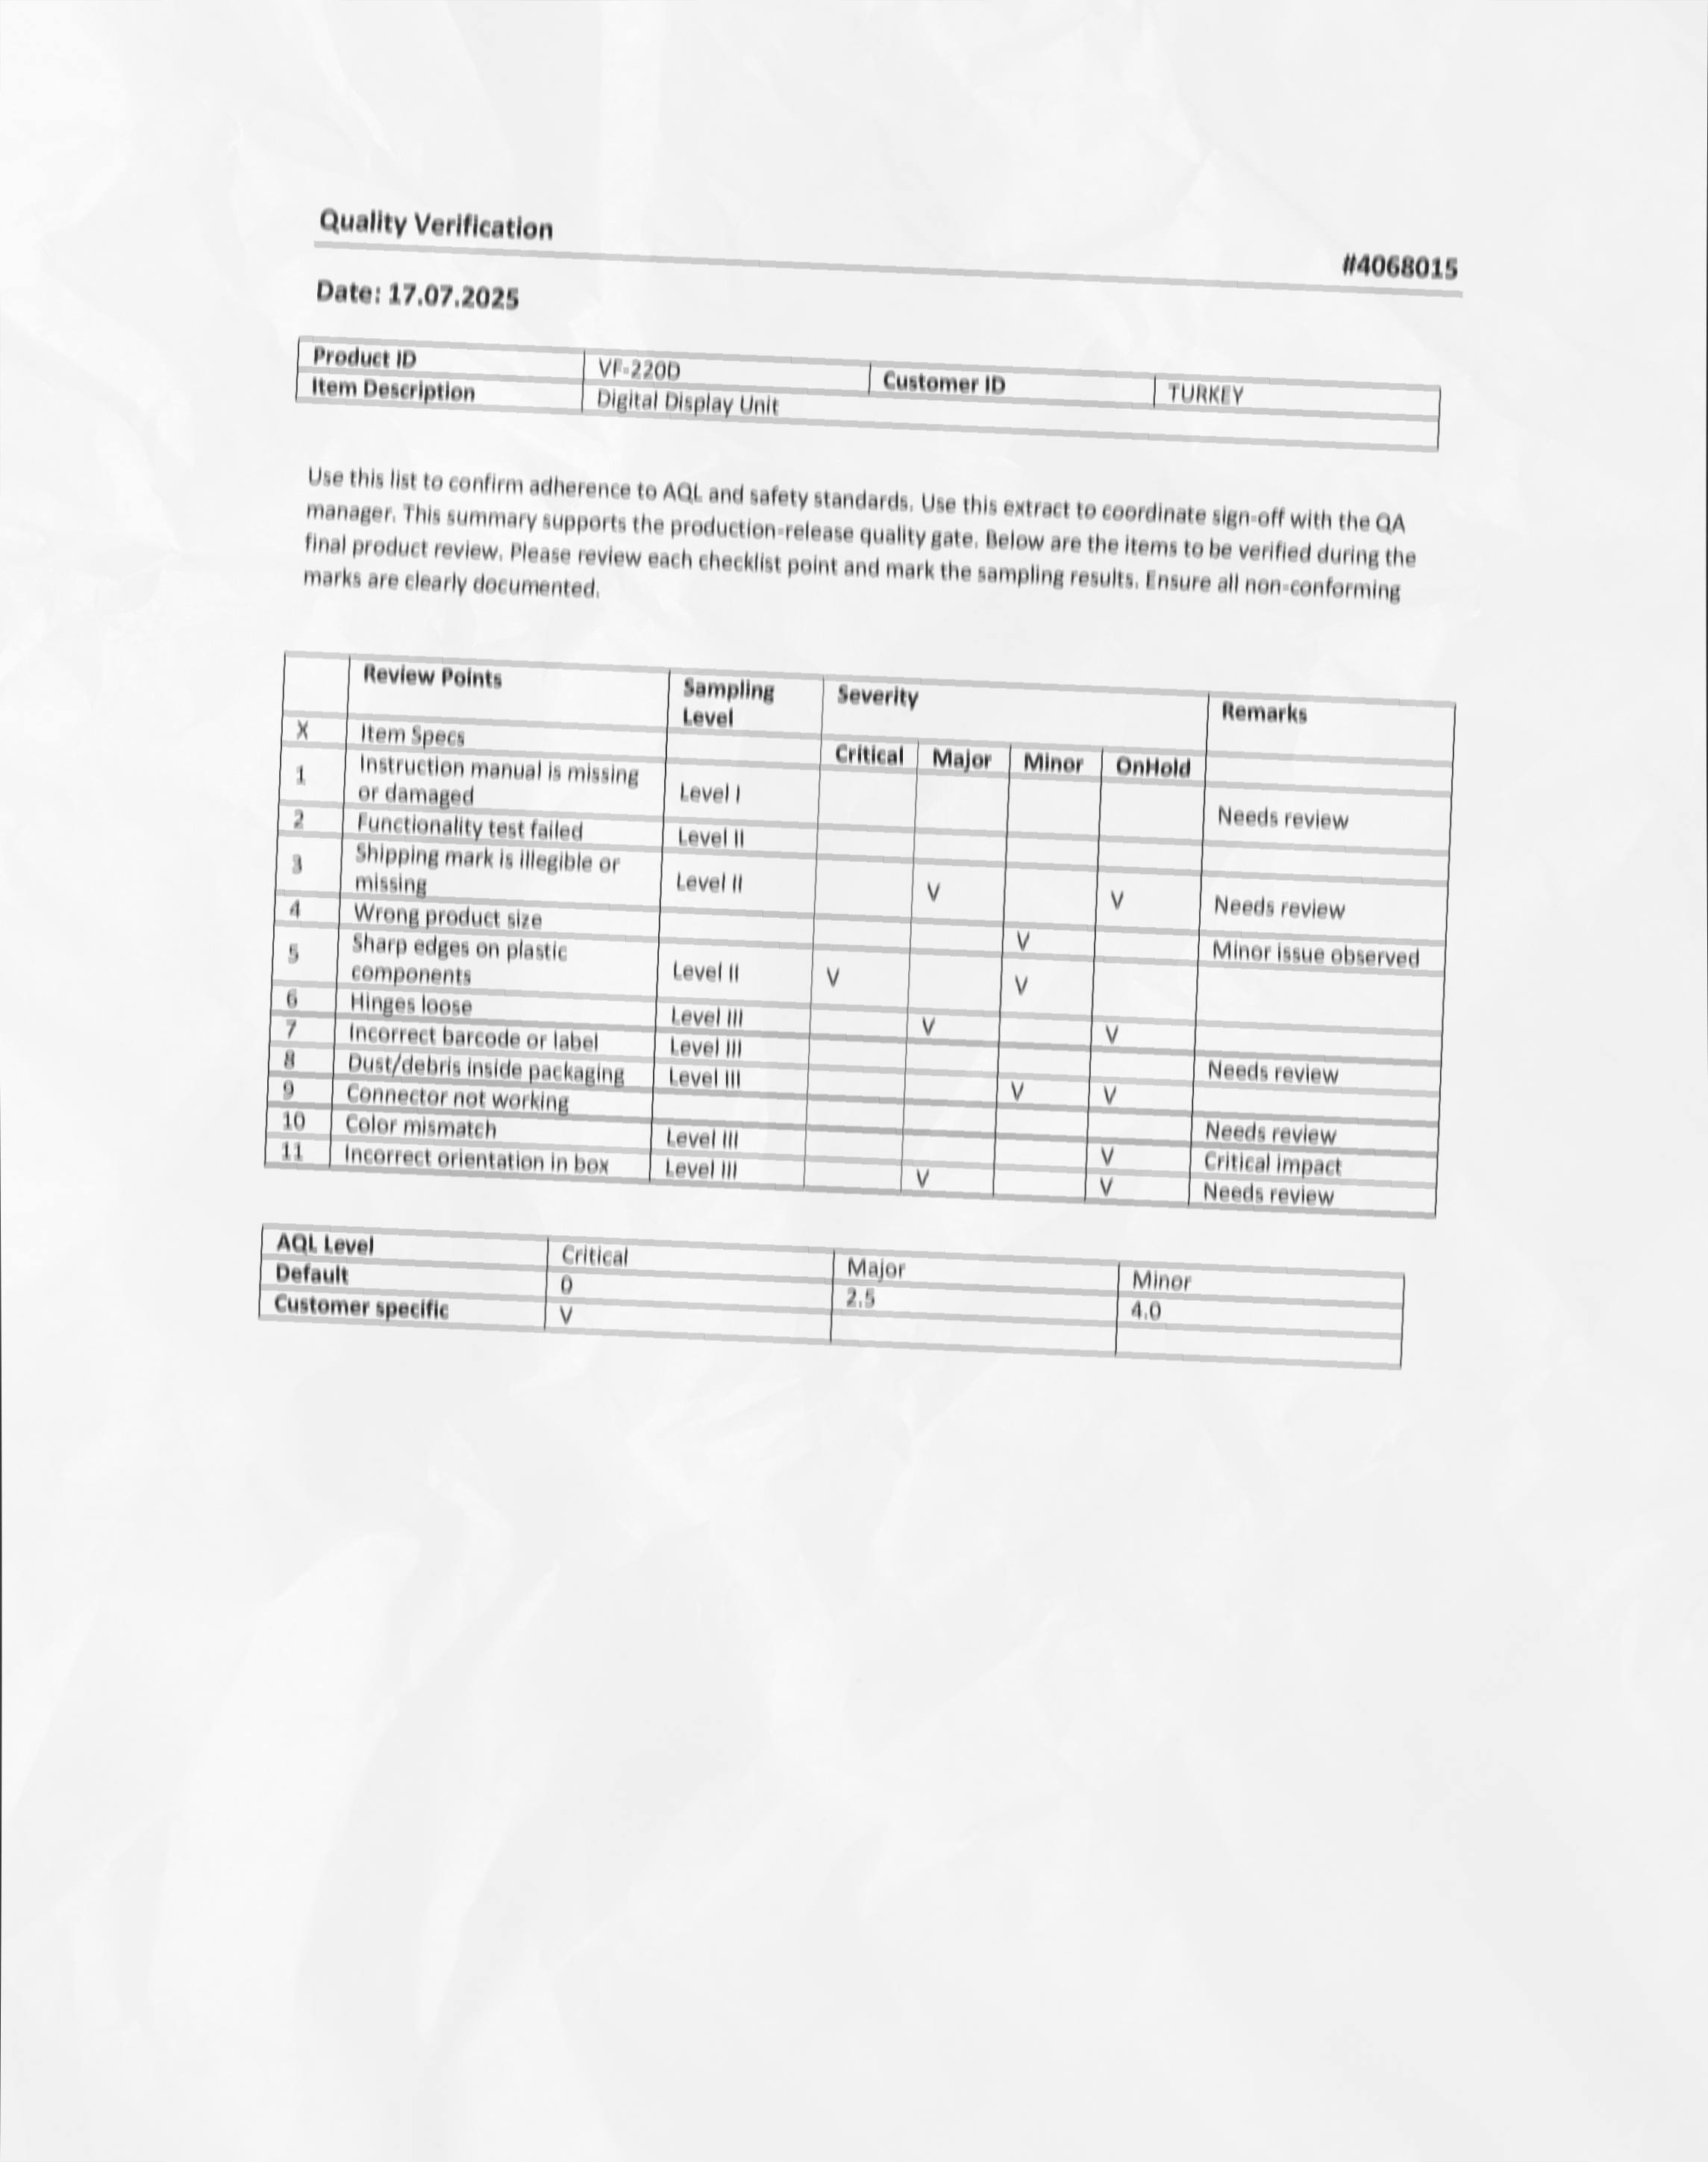 Quality Verification
#4068015
Date: 17.07.2025
Product ID VF-220D Customer ID TURKEY
Item Description Digital Display Unit
Use this list to confirm adherence to AQL and safety standards. Use this extract to coordinate sign-off with the QA
manager. This summary supports the production-release quality gate. Below are the items to be verified during the
final product review. Please review each checklist point and mark the sampling results. Ensure all non-conforming
marks are clearly documented.
Review Points Sampling Level Severity Remarks
X Item Specs Critical Major Minor OnHold
1 Instruction manual is missing or damaged Level I Needs review
2 Functionality test failed Level II
3 Shipping mark is illegible or missing Level II V V Needs review
4 Wrong product size V Minor issue observed
5 Sharp edges on plastic components Level II V V
6 Hinges loose Level III V V
7 Incorrect barcode or label Level III Needs review
8 Dust/debris inside packaging Level III V V
9 Connector not working Needs review
10 Color mismatch Level III V Critical impact
11 Incorrect orientation in box Level III V V Needs review
AQL Level Critical Major Minor
Default 0 2.5 4.0
Customer specific V